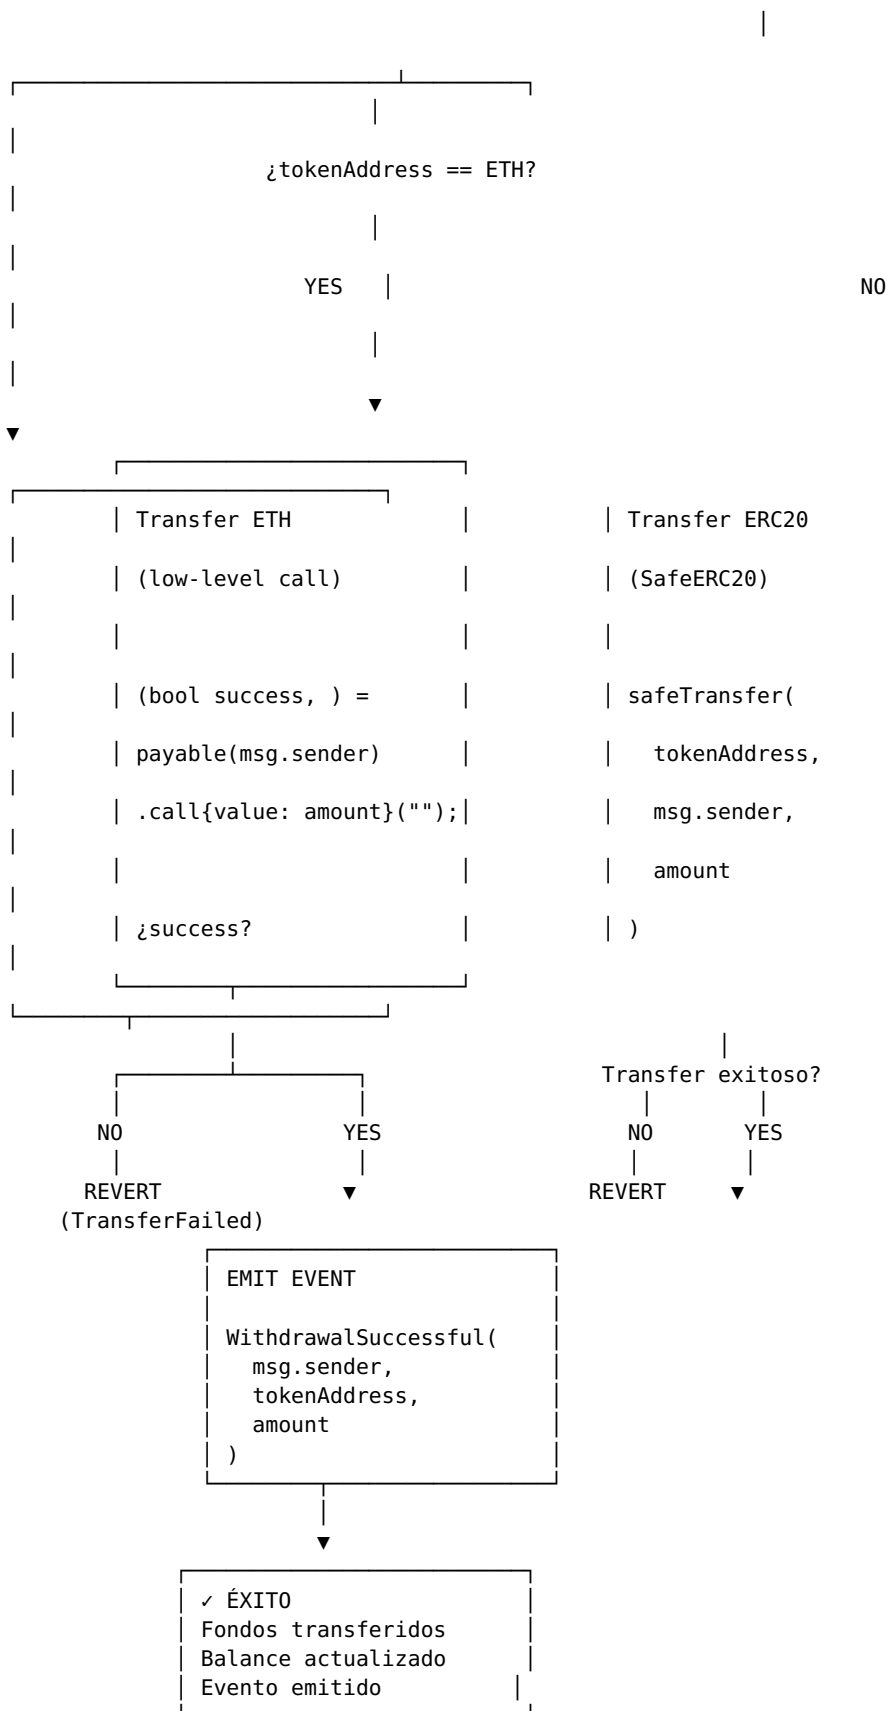 ¿tokenAddress == ETH?
YES NO
Transfer ETH Transfer ERC20
(low-level call) (SafeERC20)
(bool success, ) = safeTransfer(
payable(msg.sender) tokenAddress,
.call{value: amount}(""); msg.sender,
amount
¿success? )
Transfer exitoso?
NO YES NO YES
REVERT REVERT
(TransferFailed)
EMIT EVENT
WithdrawalSuccessful(
msg.sender,
tokenAddress,
amount
)
✓ ÉXITO
Fondos transferidos
Balance actualizado
Evento emitido